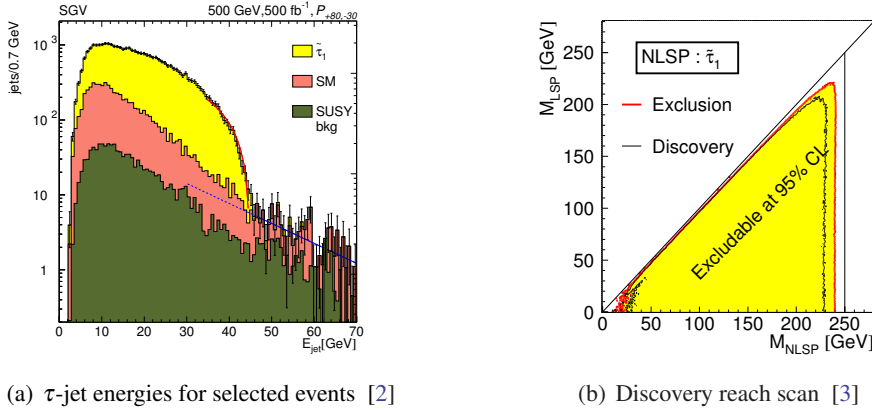 SGV
500 GeV,500 fb⁻¹, P₊₈₀,₋₃₀
jets/0.7 GeV
10³
10²
10
1
τ̃₁
SM
SUSY
bkg
0 10 20 30 40 50 60 70
E_jet[GeV]
(a) τ-jet energies for selected events [2]
M_LSP [GeV]
250
200
150
100
50
0
NLSP : τ̃₁
Exclusion
Discovery
Excludable at 95% CL
0 50 100 150 200 250
M_NLSP [GeV]
(b) Discovery reach scan [3]